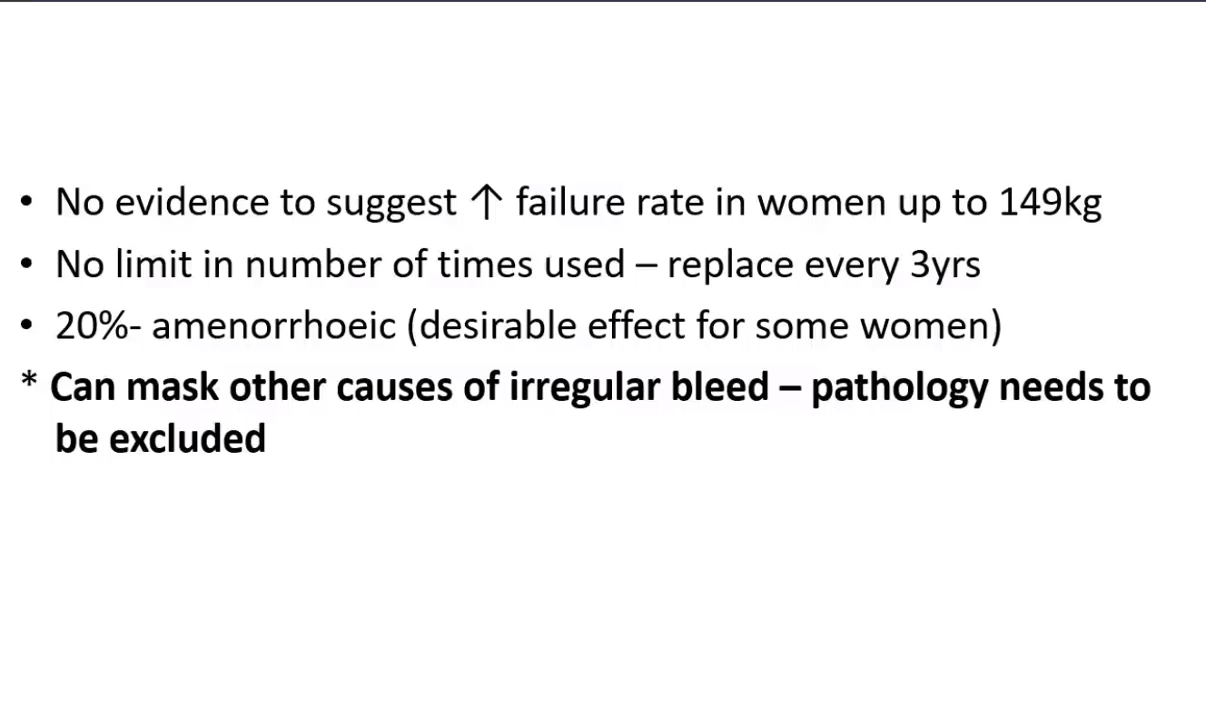 • No evidence to suggest ↑ failure rate in women up to 149kg
• No limit in number of times used – replace every 3yrs
• 20%- amenorrhoeic (desirable effect for some women)
* Can mask other causes of irregular bleed – pathology needs to
be excluded